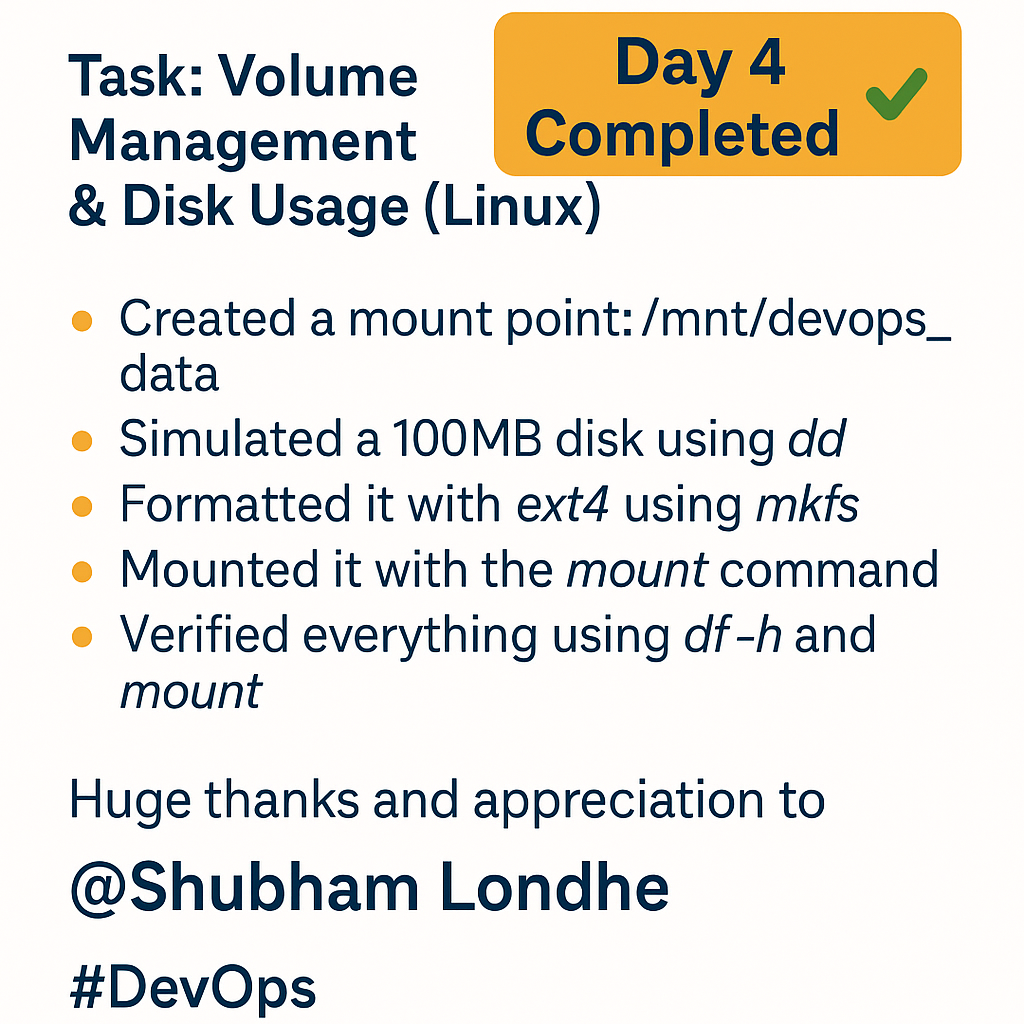 Task: Volume
Management
& Disk Usage (Linux)
Day 4
Completed
• Created a mount point: /mnt/devops_
data
• Simulated a 100MB disk using dd
• Formatted it with ext4 using mkfs
• Mounted it with the mount command
• Verified everything using df -h and
mount
Huge thanks and appreciation to
@Shubham Londhe
#DevOps